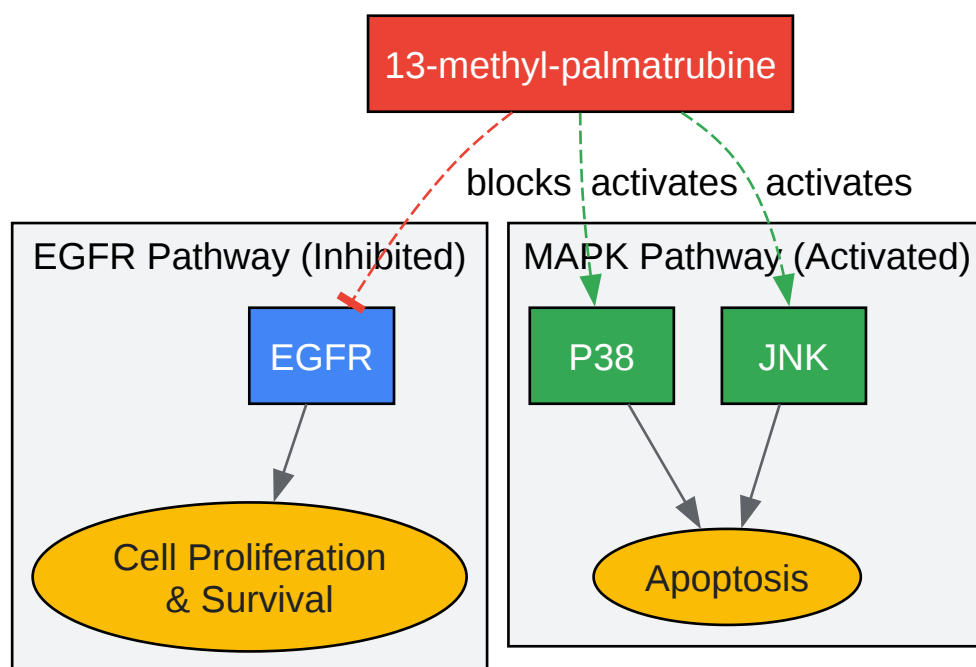 13-methyl-palmatrubine
blocks activates activates
EGFR Pathway (Inhibited)
MAPK Pathway (Activated)
EGFR
P38
JNK
Cell Proliferation
& Survival
Apoptosis